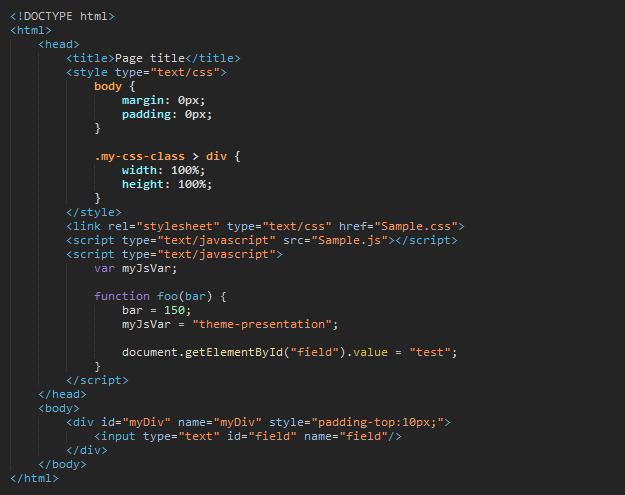 <!DOCTYPE html>
<html>
    <head>
        <title>Page title</title>
        <style type="text/css">
            body {
                margin: 0px;
                padding: 0px;
            }

            .my-css-class > div {
                width: 100%;
                height: 100%;
            }
        </style>
        <link rel="stylesheet" type="text/css" href="Sample.css">
        <script type="text/javascript" src="Sample.js"></script>
        <script type="text/javascript">
            var myJsVar;

            function foo(bar) {
                bar = 150;
                myJsVar = "theme-presentation";

                document.getElementById("field").value = "test";
            }
        </script>
    </head>
    <body>
        <div id="myDiv" name="myDiv" style="padding-top:10px;">
            <input type="text" id="field" name="field"/>
        </div>
    </body>
</html>